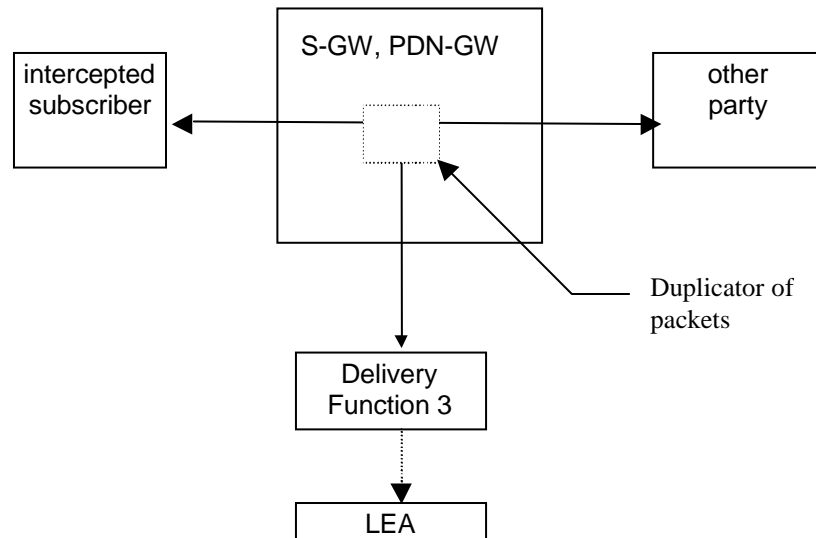 S-GW, PDN-GW
intercepted
subscriber
other
party
Duplicator of
packets
Delivery
Function 3
LEA